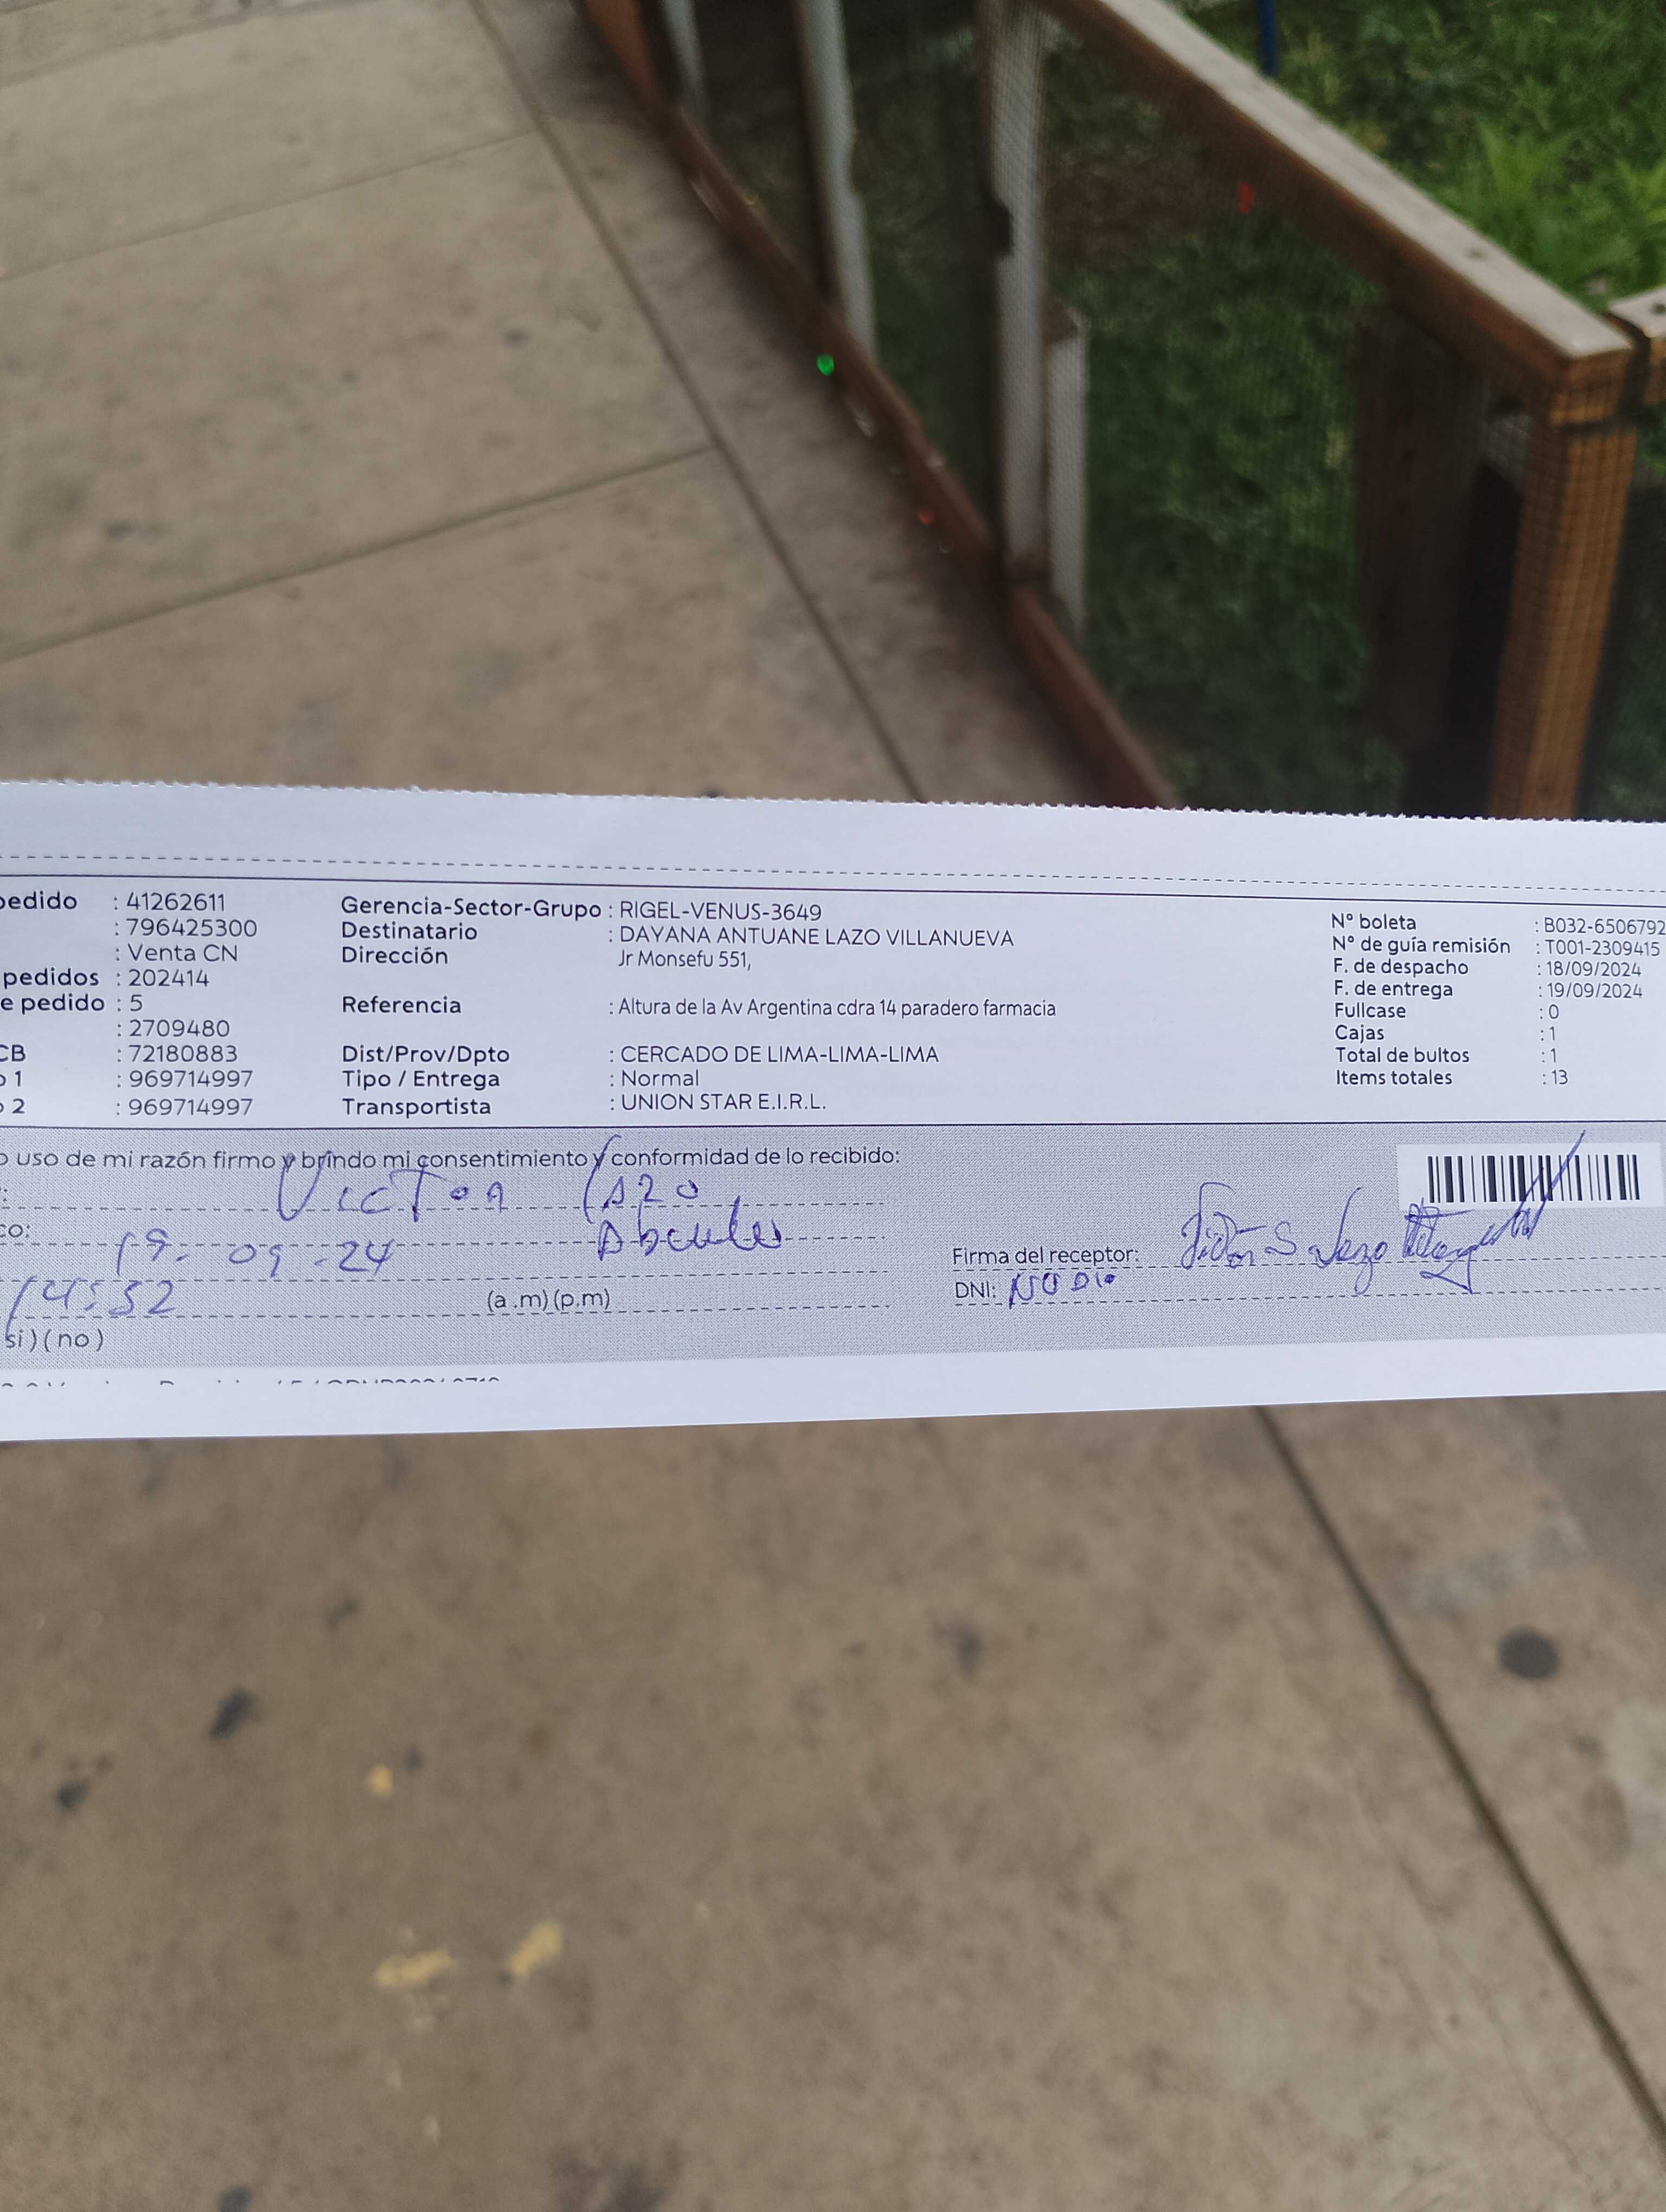 pedido : 41262611
: 796425300
: Venta CN
pedidos : 202414
e pedido : 5
: 2709480
CB : 72180883
o 1 : 969714997
o 2 : 969714997
Gerencia-Sector-Grupo : RIGEL-VENUS-3649
Destinatario : DAYANA ANTUANE LAZO VILLANUEVA
Dirección Jr Monsefu 551,
Referencia : Altura de la Av Argentina cdra 14 paradero farmacia
Dist/Prov/Dpto : CERCADO DE LIMA-LIMA-LIMA
Tipo / Entrega : Normal
Transportista : UNION STAR E.I.R.L.
N° boleta : B032-6506792
N° de guía remisión : T001-2309415
F. de despacho : 18/09/2024
F. de entrega : 19/09/2024
Fullcase : 0
Cajas : 1
Total de bultos : 1
Items totales : 13
o uso de mi razón firmo y brindo mi consentimiento y conformidad de lo recibido:
: Victor Lazo
co: Abuelo
19-09-24
14:52 (a.m)(p.m)
si)(no)
Firma del receptor:
DNI: NO DIO